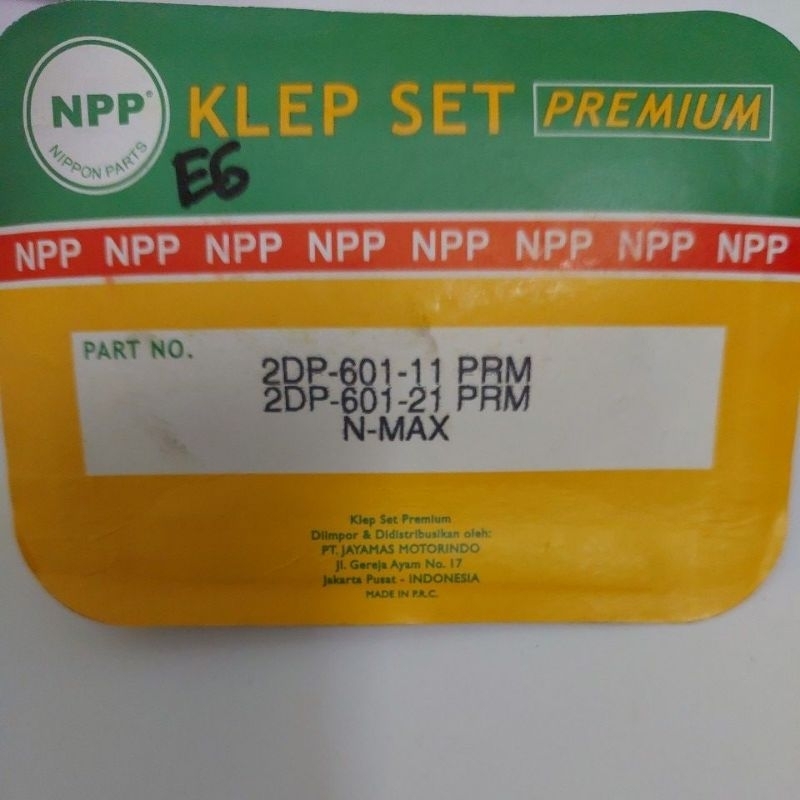 NPP®
NIPPON PARTS
KLEP SET PREMIUM
E6
NPP NPP NPP NPP NPP NPP NPP NPP
PART NO.
2DP-601-11 PRM
2DP-601-21 PRM
N-MAX
Klep Set Premium
Diimpor & Didistribusikan oleh:
PT. JAYAMAS MOTORINDO
Jl. Gereja Ayam No. 17
Jakarta Pusat - INDONESIA
MADE IN P.R.C.